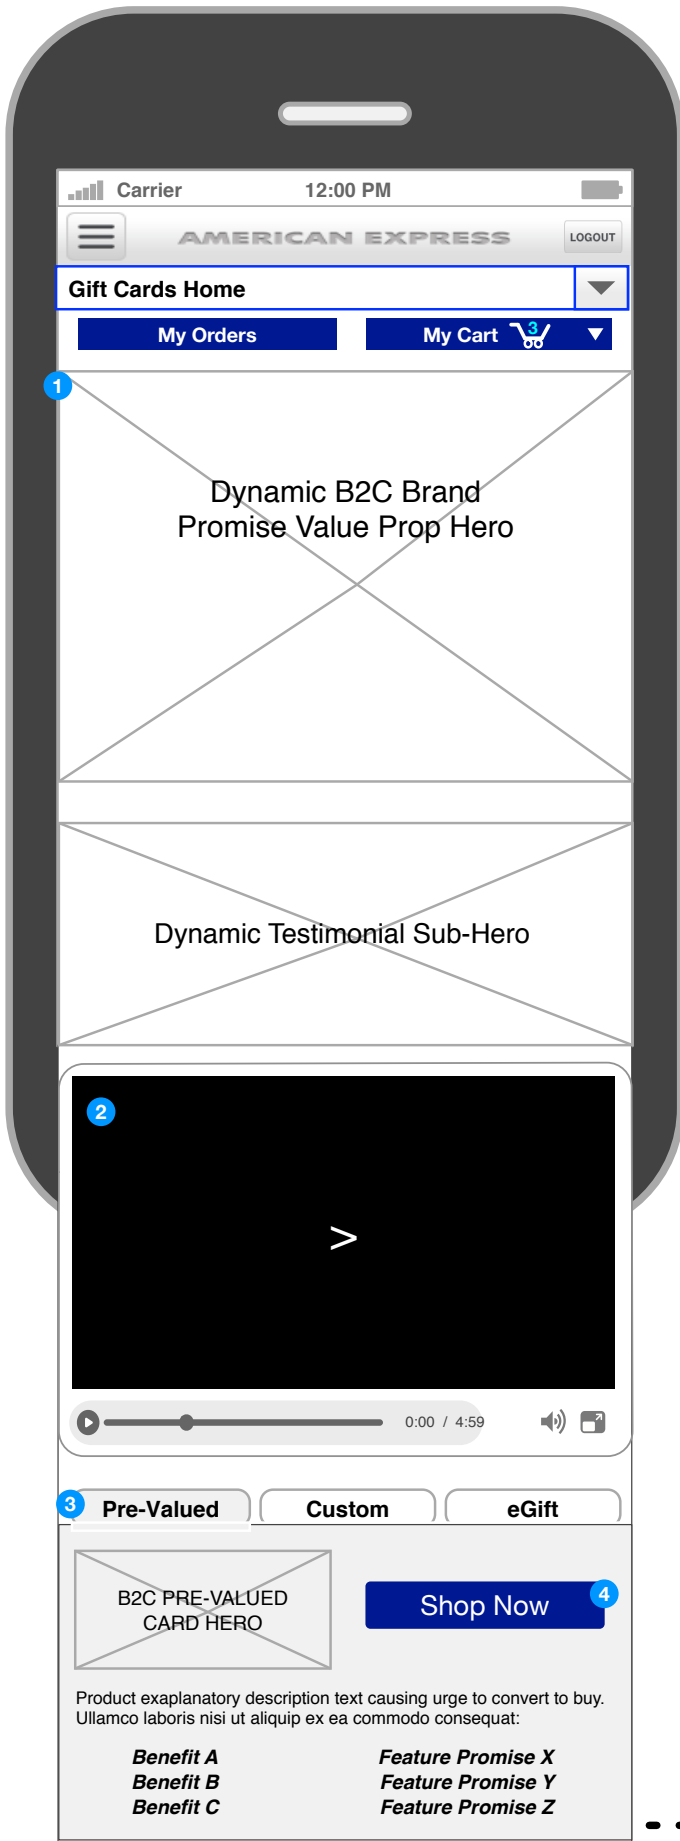 Carrier 12:00 PM
AMERICAN EXPRESS LOGOUT
Gift Cards Home
My Orders My Cart 3
1
Dynamic B2C Brand
Promise Value Prop Hero
Dynamic Testimonial Sub-Hero
2
>
0:00 / 4:59
3 Pre-Valued Custom eGift
B2C PRE-VALUED
CARD HERO
Shop Now 4
Product exaplanatory description text causing urge to convert to buy.
Ullamco laboris nisi ut aliquip ex ea commodo consequat:
Benefit A Feature Promise X
Benefit B Feature Promise Y
Benefit C Feature Promise Z